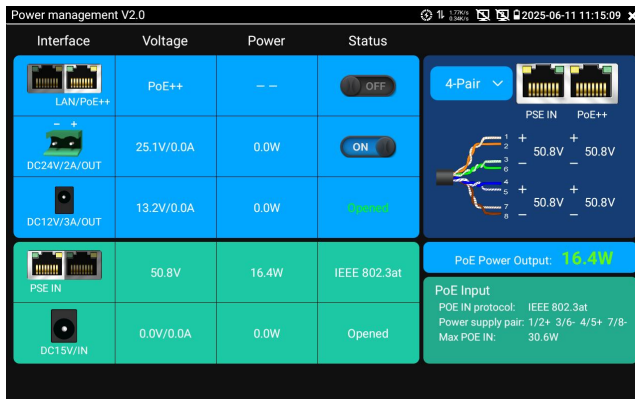 Power management V2.0
1.77K/s
0.34K/s
2025-06-11 11:15:09
Interface Voltage Power Status
LAN/PoE++ PoE++ -- OFF
- +
DC24V/2A/OUT 25.1V/0.0A 0.0W ON
DC12V/3A/OUT 13.2V/0.0A 0.0W Opened
PSE IN 50.8V 16.4W IEEE 802.3at
DC15V/IN 0.0V/0.0A 0.0W Opened
4-Pair
PSE IN PoE++
1 + +
2 50.8V 50.8V
3 - -
6
4 + +
5 50.8V 50.8V
7 - -
8
PoE Power Output: 16.4W
PoE Input
POE IN protocol: IEEE 802.3at
Power supply pair: 1/2+ 3/6- 4/5+ 7/8-
Max POE IN: 30.6W